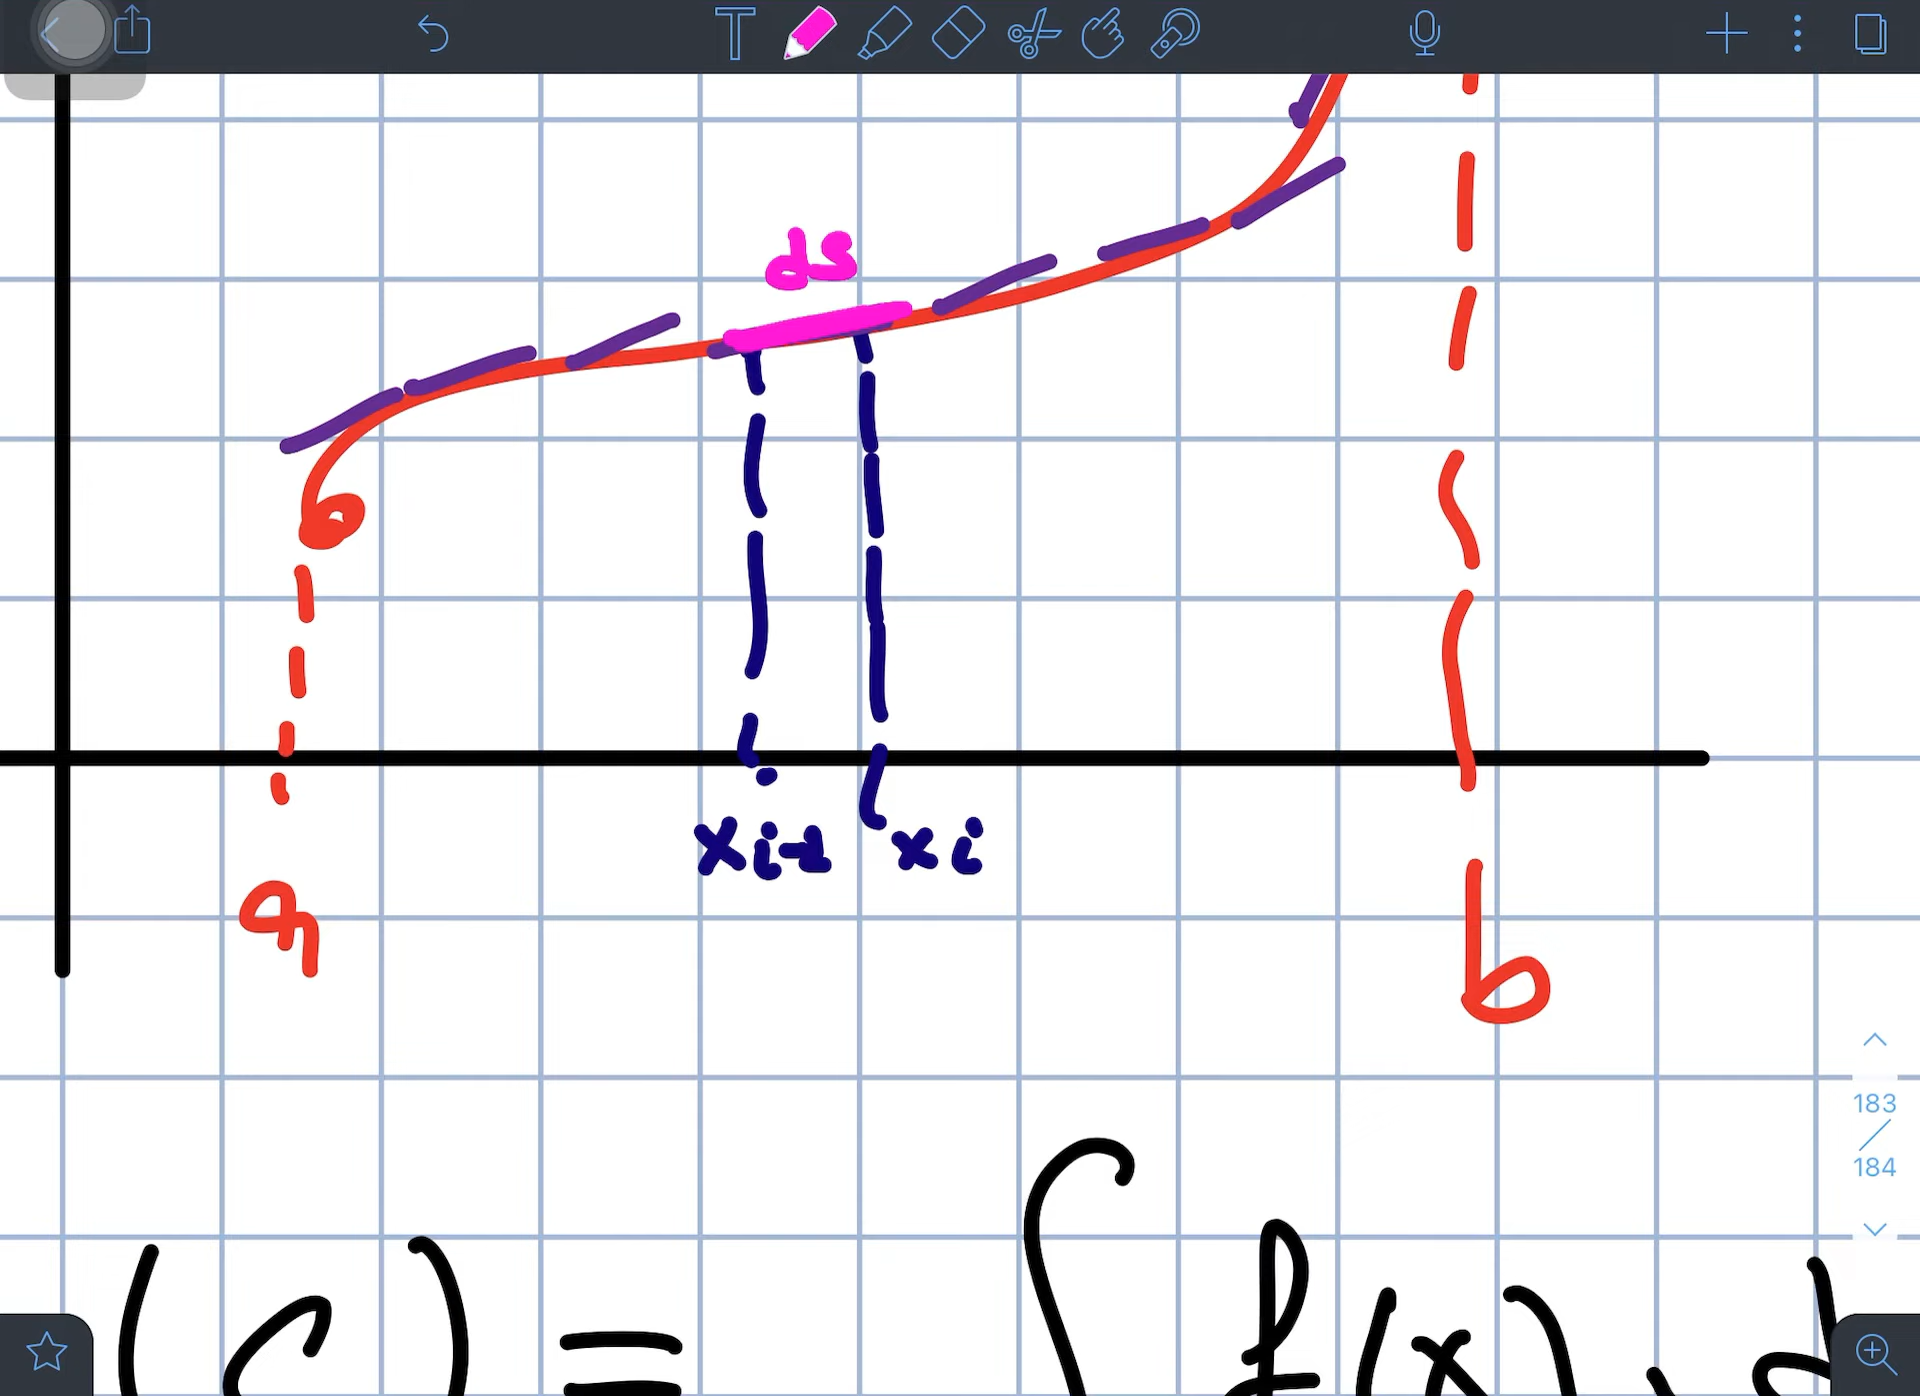 ds
xi-1 xi
a
b
183
184
(c) = ∫ f(x),